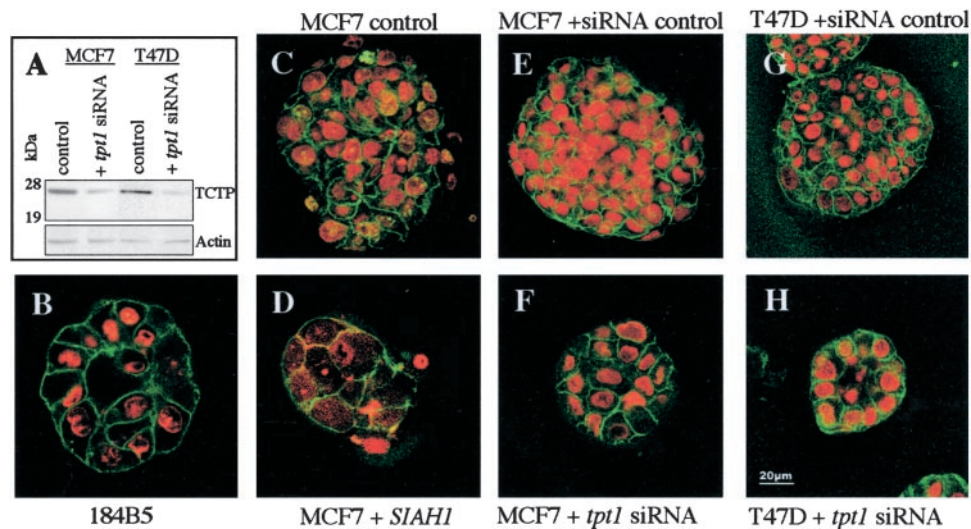 MCF7 control
MCF7 +siRNA control
T47D +siRNA control
A
MCF7 T47D
kDa
control
+ tpt1 siRNA
control
+ tpt1 siRNA
28
TCTP
19
Actin
C
E
G
B
D
F
H
20µm
184B5
MCF7 + SIAH1
MCF7 + tpt1 siRNA
T47D + tpt1 siRNA